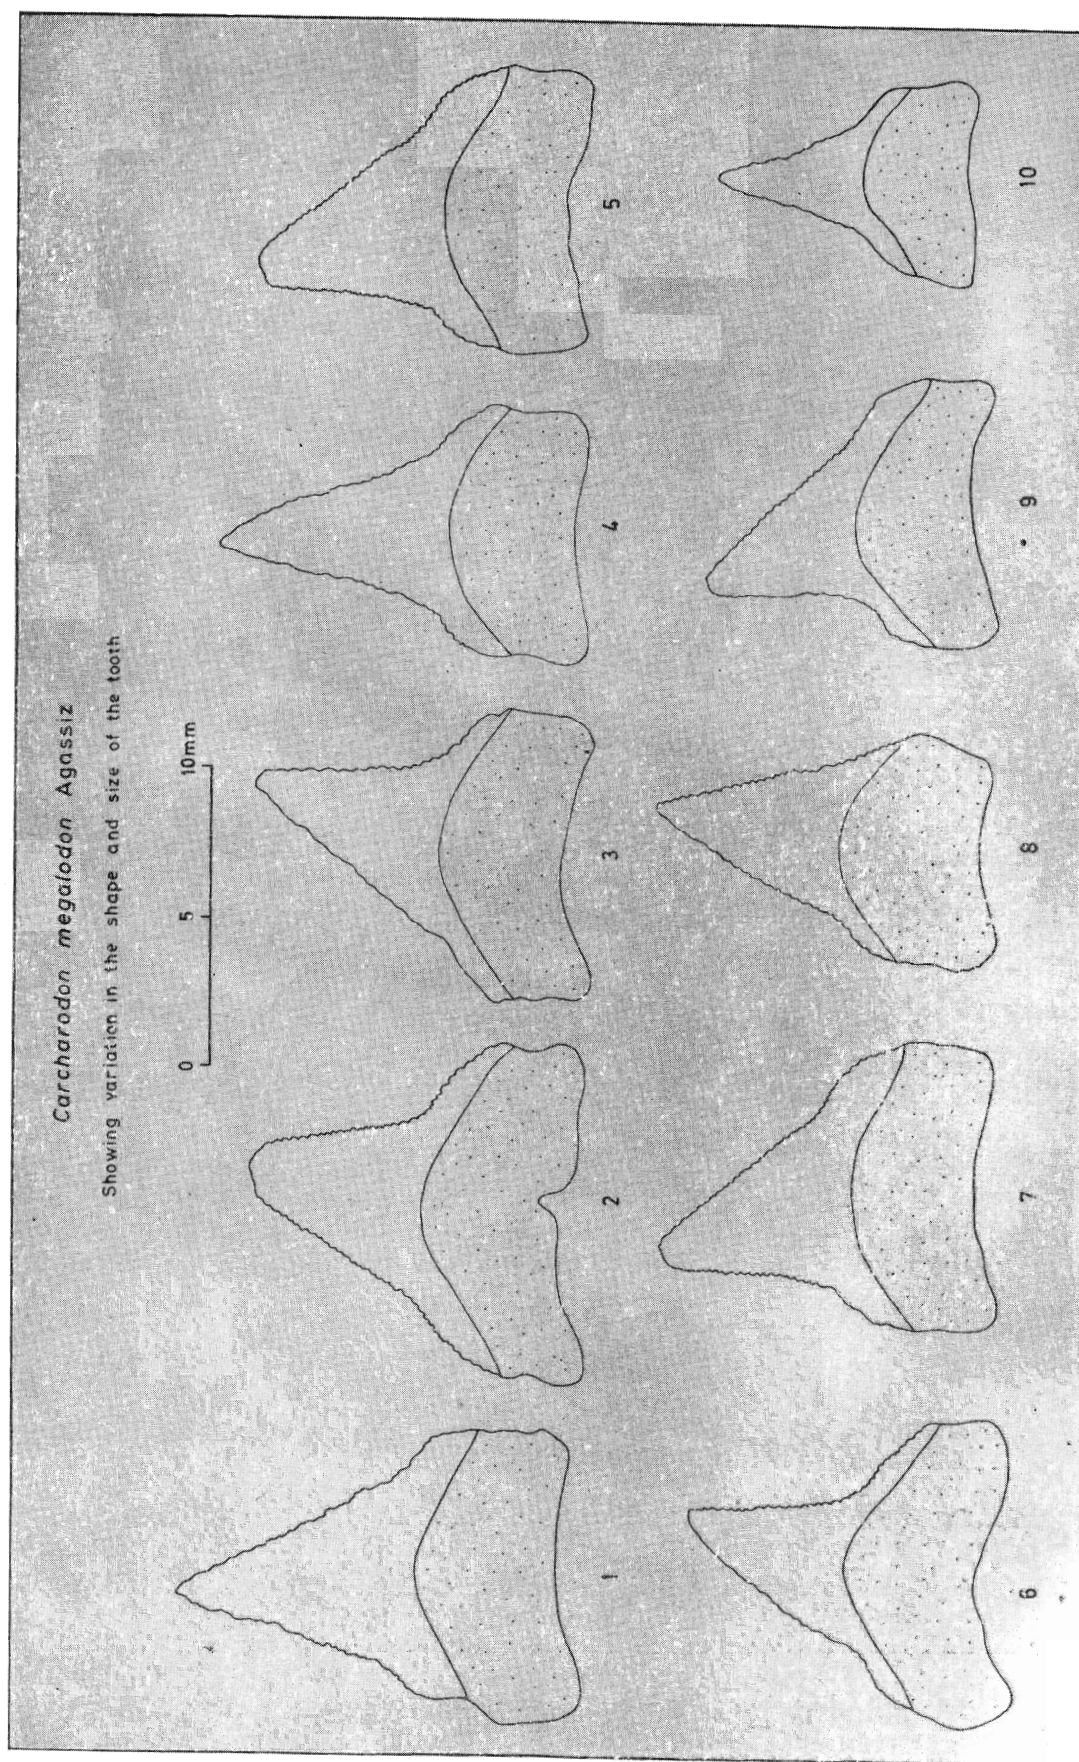 Carcharodon megalodon Agassiz
Showing variation in the shape and size of the tooth
0 5 10mm
1 2 3 4 5
6 7 8 9 10